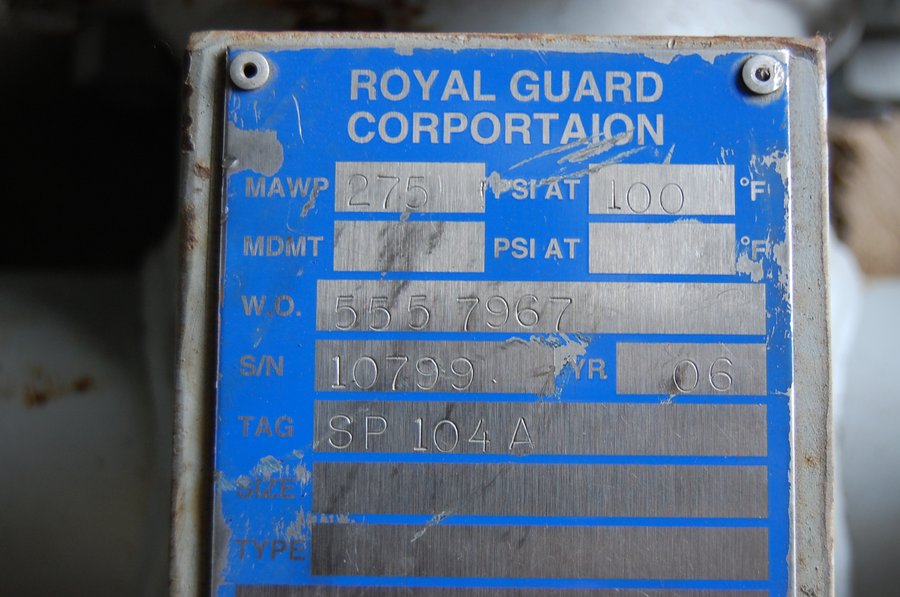 ROYAL GUARD
CORPORTAION
MAWP 275 PSI AT 100 °F
MDMT PSI AT °F
W.O. 555 7967
S/N 10799 YR 06
TAG SP 104 A
SIZE
TYPE